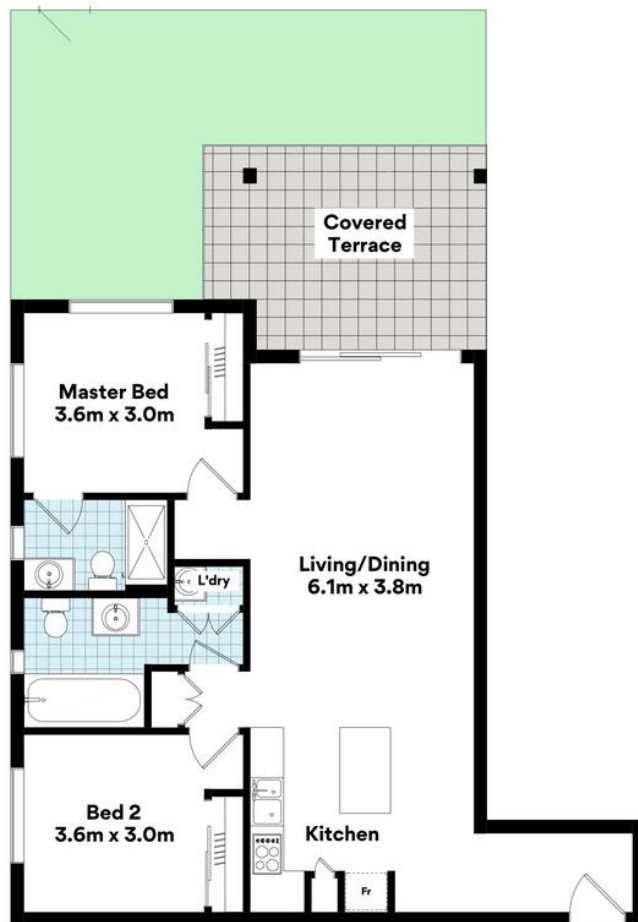 Covered
Terrace
Master Bed
3.6m x 3.0m
L'dry
Living/Dining
6.1m x 3.8m
Bed 2
3.6m x 3.0m
Kitchen
Fr